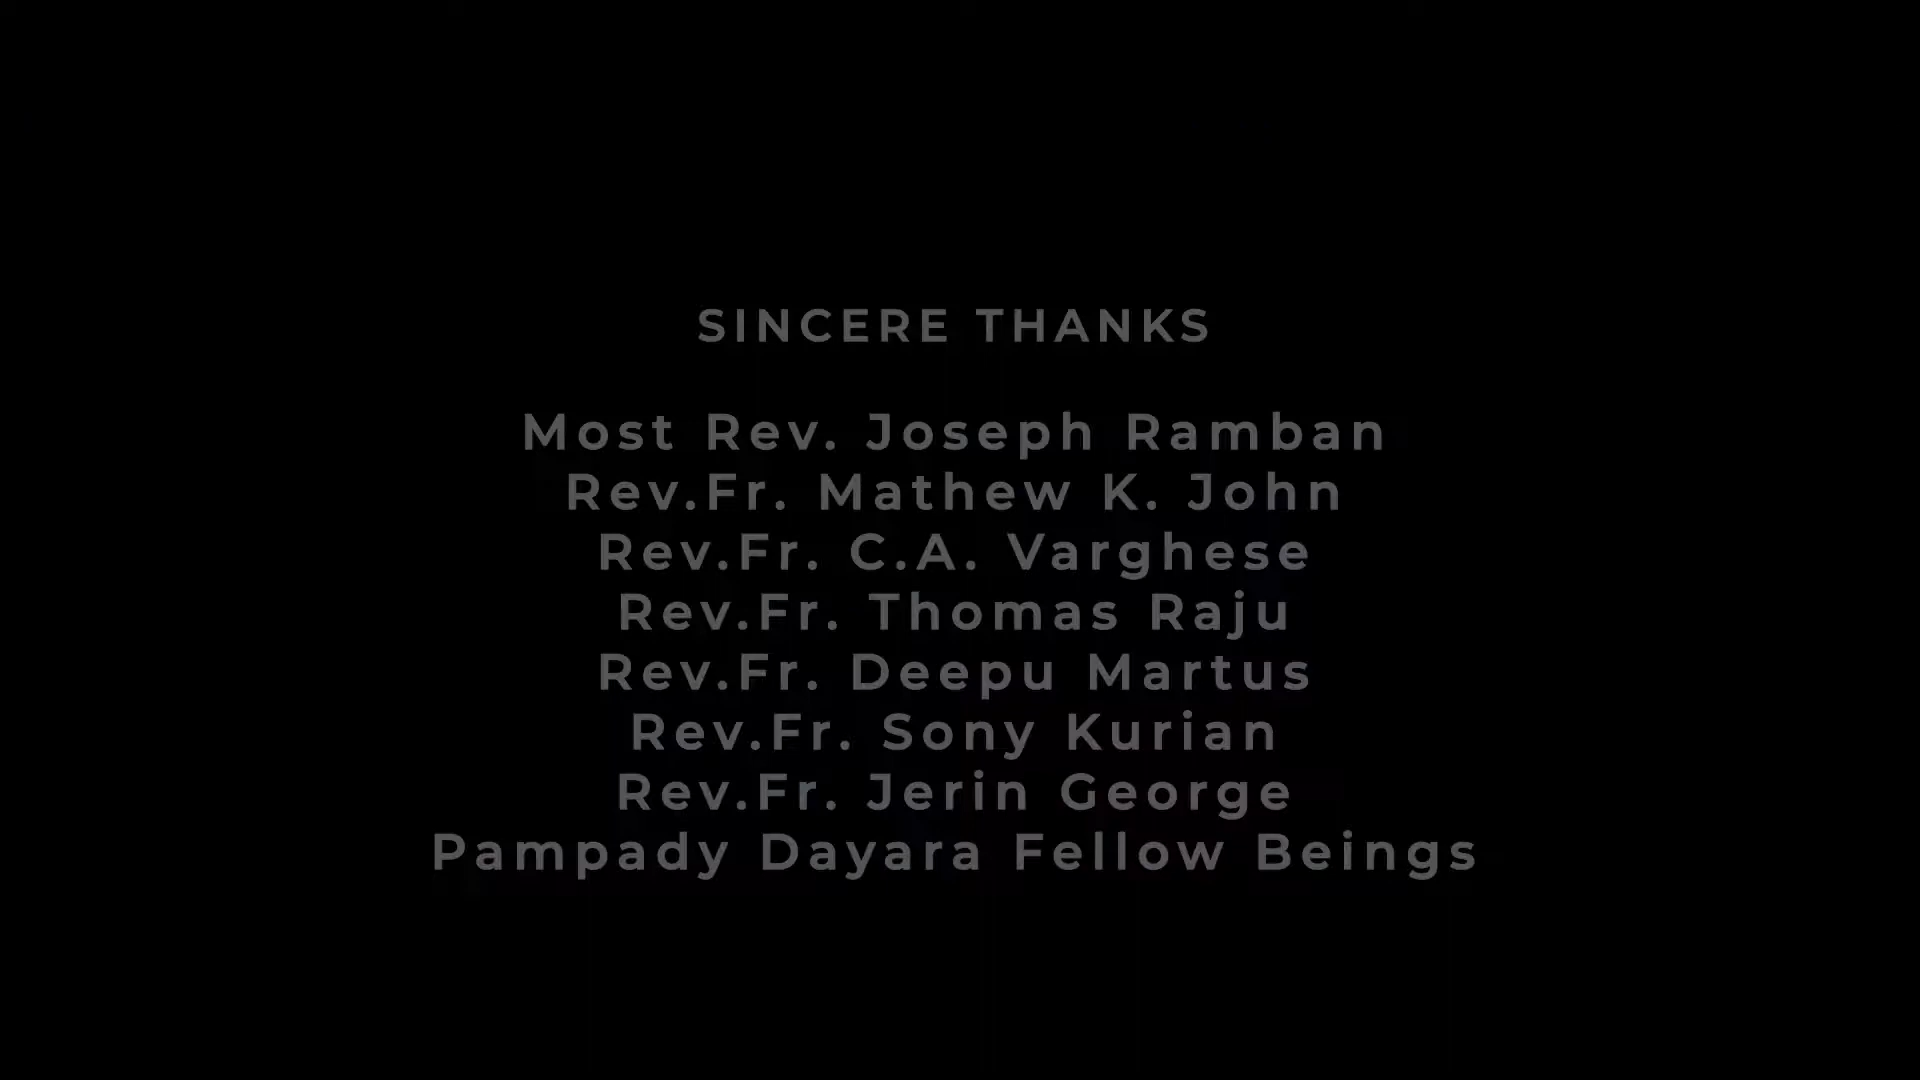 SINCERE THANKS
Most Rev. Joseph Ramban
Rev.Fr. Mathew K. John
Rev.Fr. C.A. Varghese
Rev.Fr. Thomas Raju
Rev.Fr. Deepu Martus
Rev.Fr. Sony Kurian
Rev.Fr. Jerin George
Pampady Dayara Fellow Beings